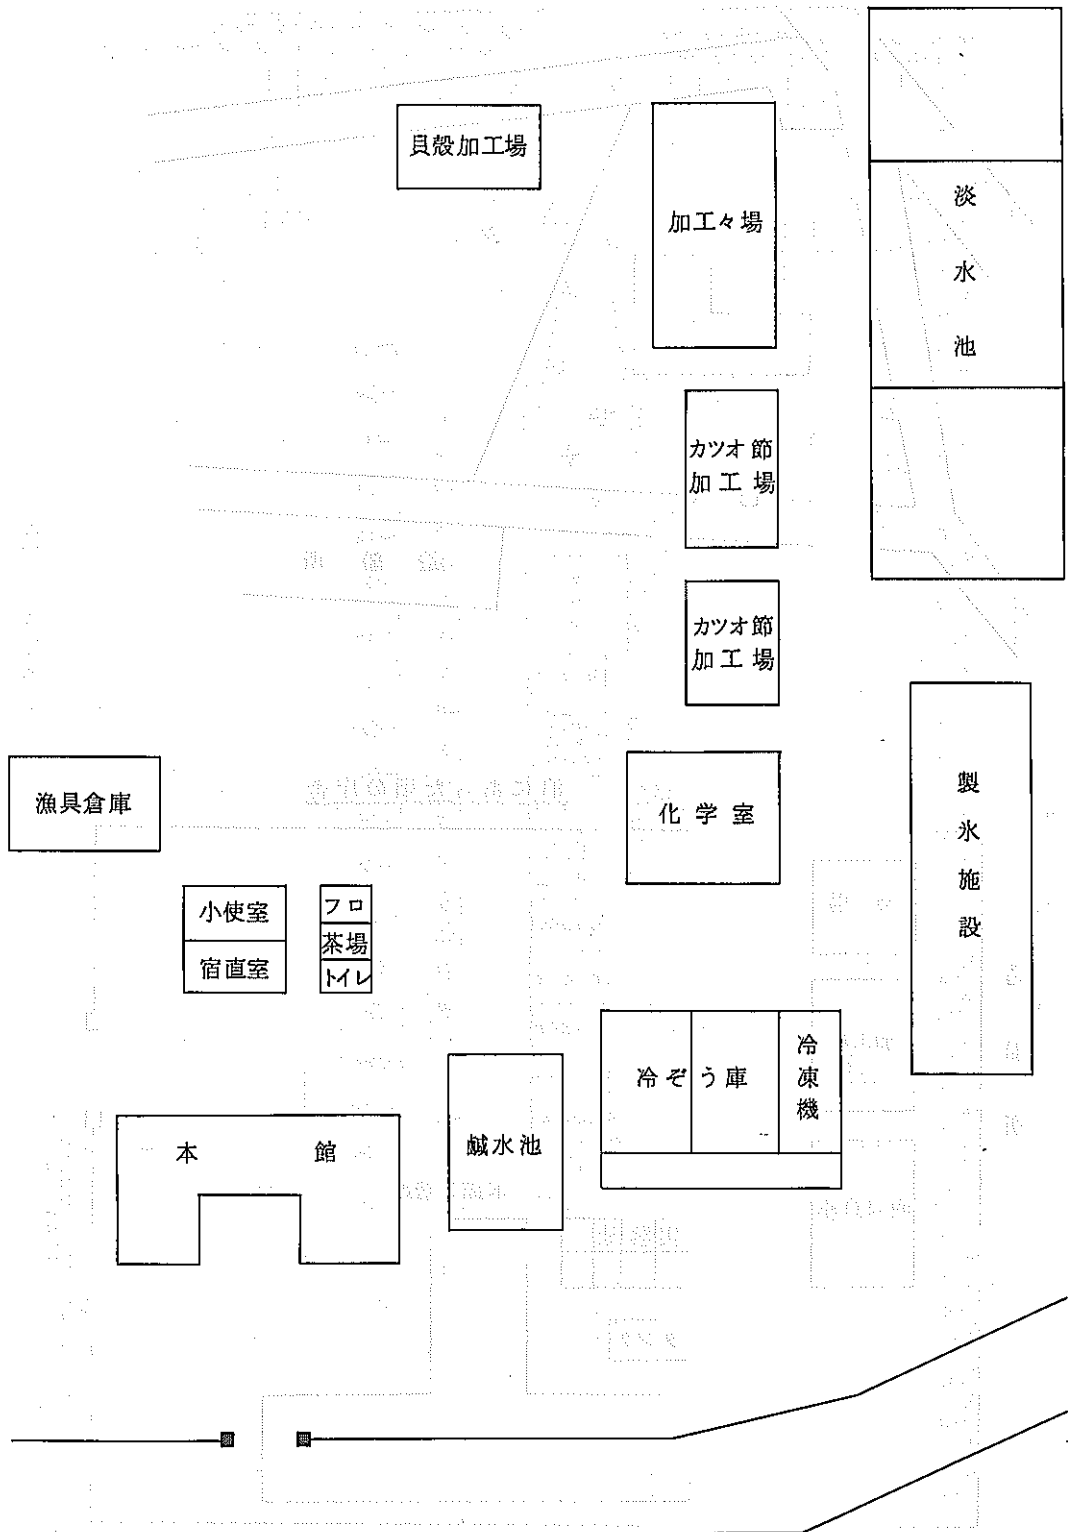 貝殻加工場
加工々場
淡水池
カツオ節
加工場
カツオ節
加工場
漁具倉庫
化学室
製氷施設
小使室
宿直室
フロ
茶場
トイレ
冷ぞう庫
冷凍機
本館
鹹水池